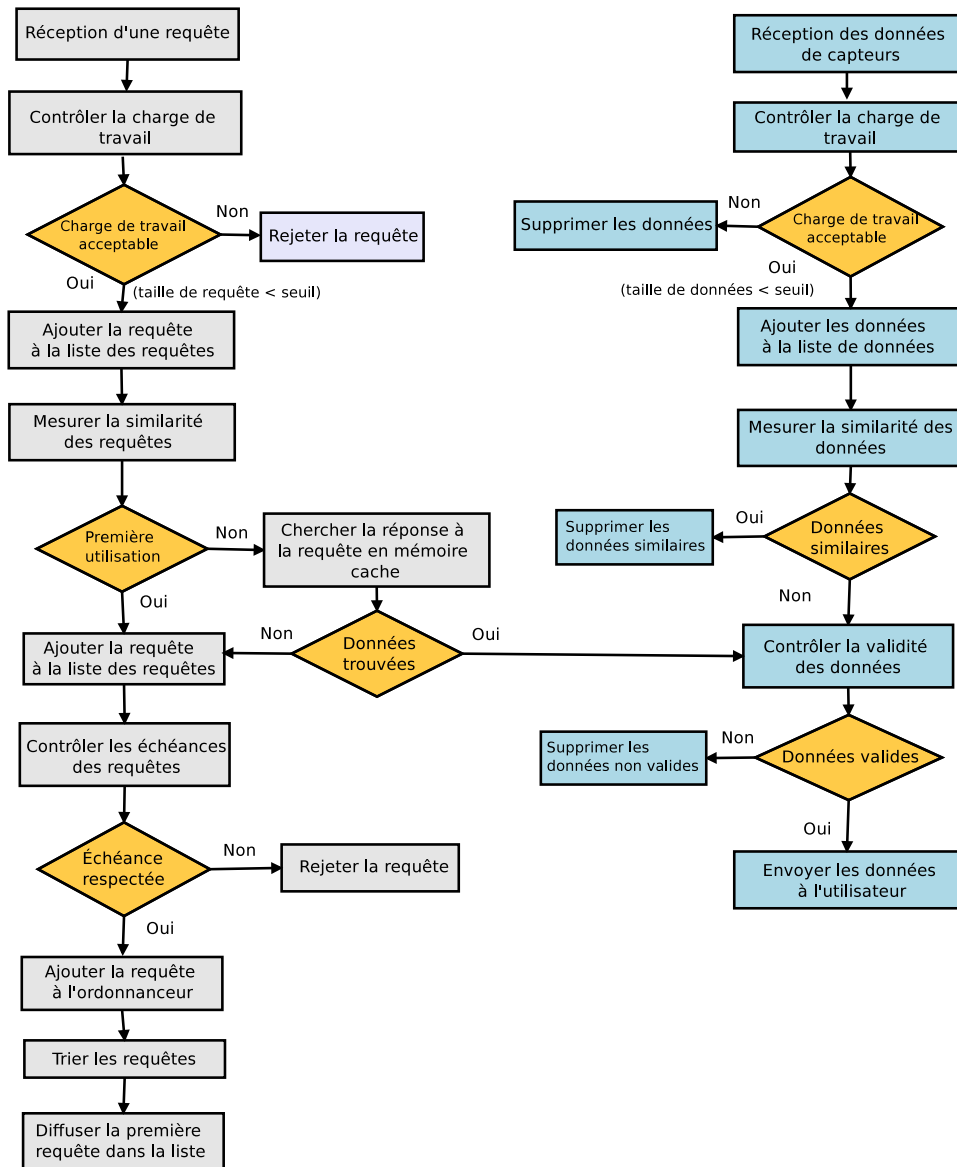 Réception d'une requête
Contrôler la charge de
travail
Charge de travail
acceptable
Non
Rejeter la requête
Oui
(taille de requête < seuil)
Ajouter la requête
à la liste des requêtes
Mesurer la similarité
des requêtes
Première
utilisation
Non
Chercher la réponse à
la requête en mémoire
cache
Oui
Données
trouvées
Non
Oui
Ajouter la requête
à la liste des requêtes
Contrôler les échéances
des requêtes
Échéance
respectée
Non
Rejeter la requête
Oui
Ajouter la requête
à l'ordonnanceur
Trier les requêtes
Diffuser la première
requête dans la liste
Réception des données
de capteurs
Contrôler la charge de
travail
Charge de travail
acceptable
Non
Supprimer les données
Oui
(taille de données < seuil)
Ajouter les données
à la liste de données
Mesurer la similarité des
données
Données
similaires
Oui
Supprimer les
données similaires
Non
Contrôler la validité
des données
Données valides
Non
Supprimer les
données non valides
Oui
Envoyer les données
à l'utilisateur